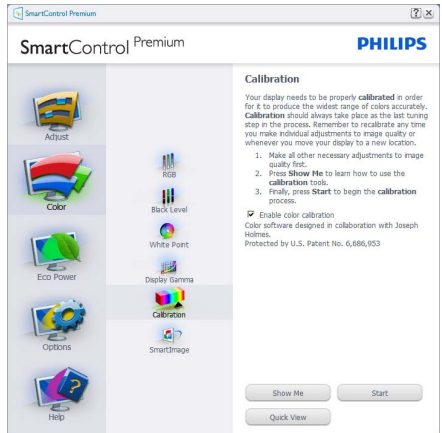 SmartControl Premium
SmartControl Premium
PHILIPS
Adjust
Color
Eco Power
Options
Help
RGB
Black Level
White Point
Display Gamma
Calibration
SmartImage
Calibration
Your display needs to be properly calibrated in order
for it to produce the widest range of colors accurately.
Calibration should always take place as the last tuning
step in the process. Remember to recalibrate any time
you make individual adjustments to image quality or
whenever you move your display to a new location.
1. Make all other necessary adjustments to image
quality first.
2. Press Show Me to learn how to use the
calibration tools.
3. Finally, press Start to begin the calibration
process.
Enable color calibration
Color software designed in collaboration with Joseph
Holmes.
Protected by U.S. Patent No. 6,686,953
Show Me
Start
Quick View